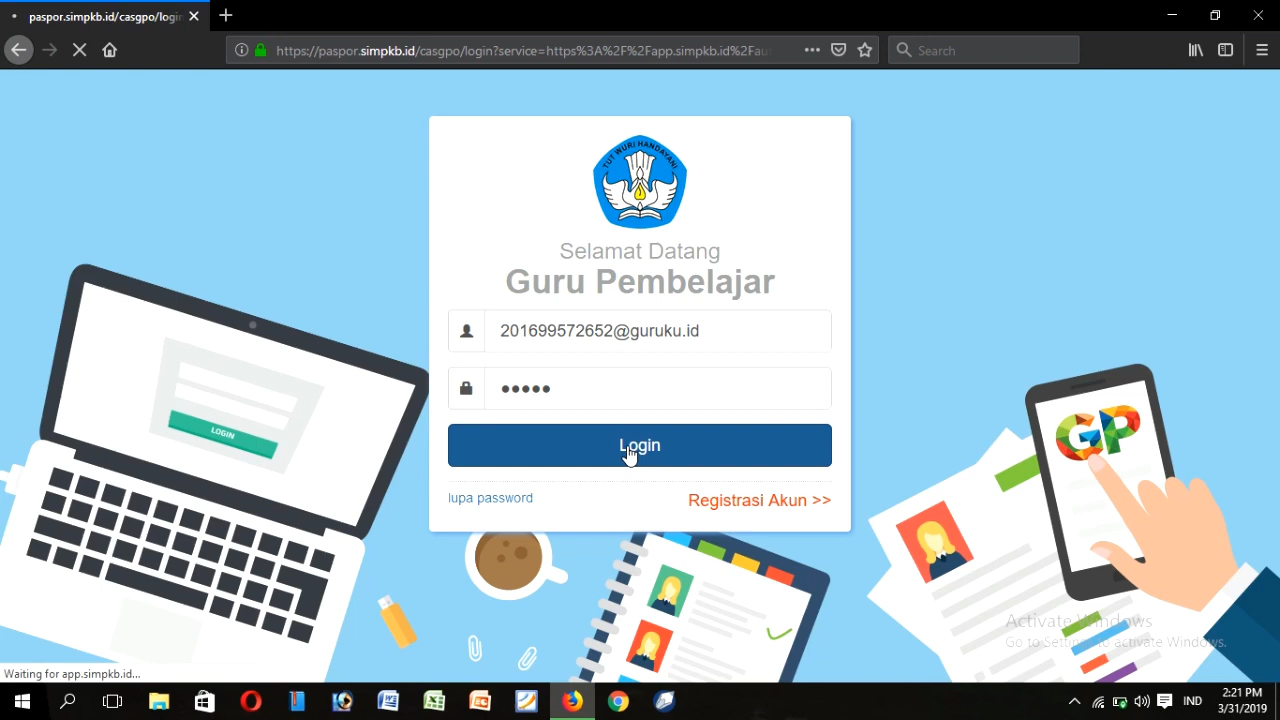 paspor.simpkb.id/casgpo/login
https://paspor.simpkb.id/casgpo/login?service=https%3A%2F%2Fapp.simpkb.id%2Fau
Search
TUT WURI HANDAYANI
Selamat Datang
Guru Pembelajar
201699572652@guruku.id
●●●●●
Login
lupa password
Registrasi Akun >>
LOGIN
GP
Activate Windows
Go to Settings to activate Windows.
Waiting for app.simpkb.id...
IND
2:21 PM
3/31/2019